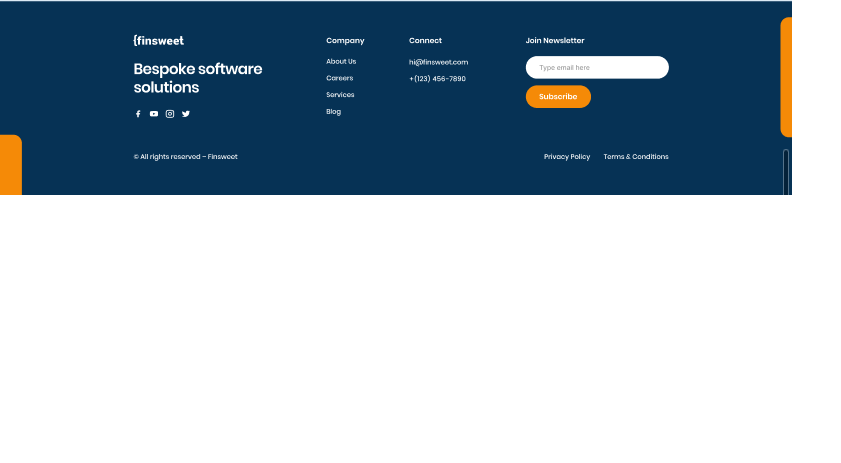 {finsweet
Bespoke software
solutions
Company
About Us
Careers
Services
Blog
Connect
hi@finsweet.com
+(123) 456-7890
Join Newsletter
Type email here
Subscribe
© All rights reserved – Finsweet
Privacy Policy
Terms & Conditions